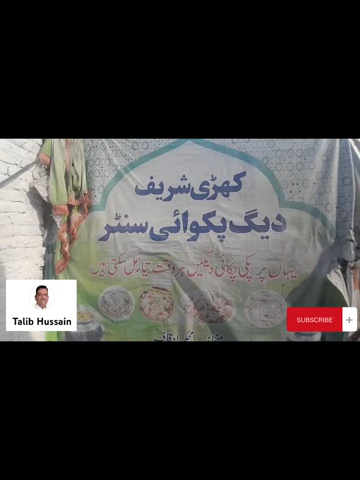 کھڑی شریف
دیگ پکوائی سنٹر
یہاں پر پکی پکائی دیگیں ہر وقت تیار مل سکتی ہیں
Talib Hussain
SUBSCRIBE